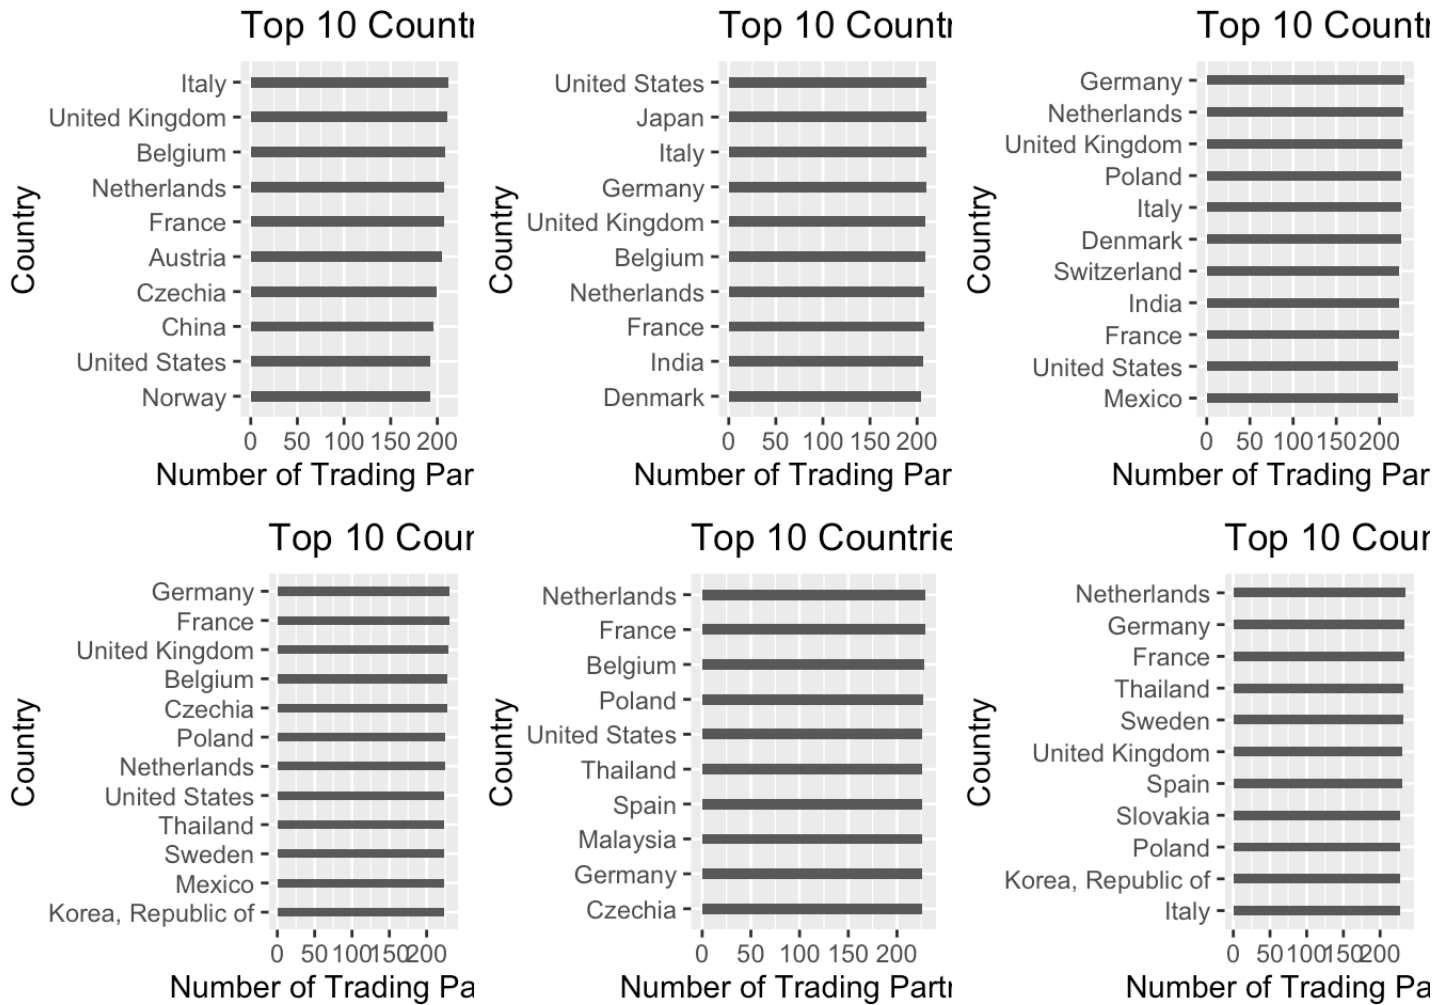 Top 10 Countr
Country
Italy
United Kingdom
Belgium
Netherlands
France
Austria
Czechia
China
United States
Norway
0 50 100 150 200
Number of Trading Par
Top 10 Countr
Country
United States
Japan
Italy
Germany
United Kingdom
Belgium
Netherlands
France
India
Denmark
0 50 100 150 200
Number of Trading Par
Top 10 Countr
Country
Germany
Netherlands
United Kingdom
Poland
Italy
Denmark
Switzerland
India
France
United States
Mexico
0 50 100 150 200
Number of Trading Par
Top 10 Cour
Country
Germany
France
United Kingdom
Belgium
Czechia
Poland
Netherlands
United States
Thailand
Sweden
Mexico
Korea, Republic of
0 50 100 150 200
Number of Trading Pa
Top 10 Countrie
Country
Netherlands
France
Belgium
Poland
United States
Thailand
Spain
Malaysia
Germany
Czechia
0 50 100 150 200
Number of Trading Partr
Top 10 Cour
Country
Netherlands
Germany
France
Thailand
Sweden
United Kingdom
Spain
Slovakia
Poland
Korea, Republic of
Italy
0 50 100 150 200
Number of Trading Pa